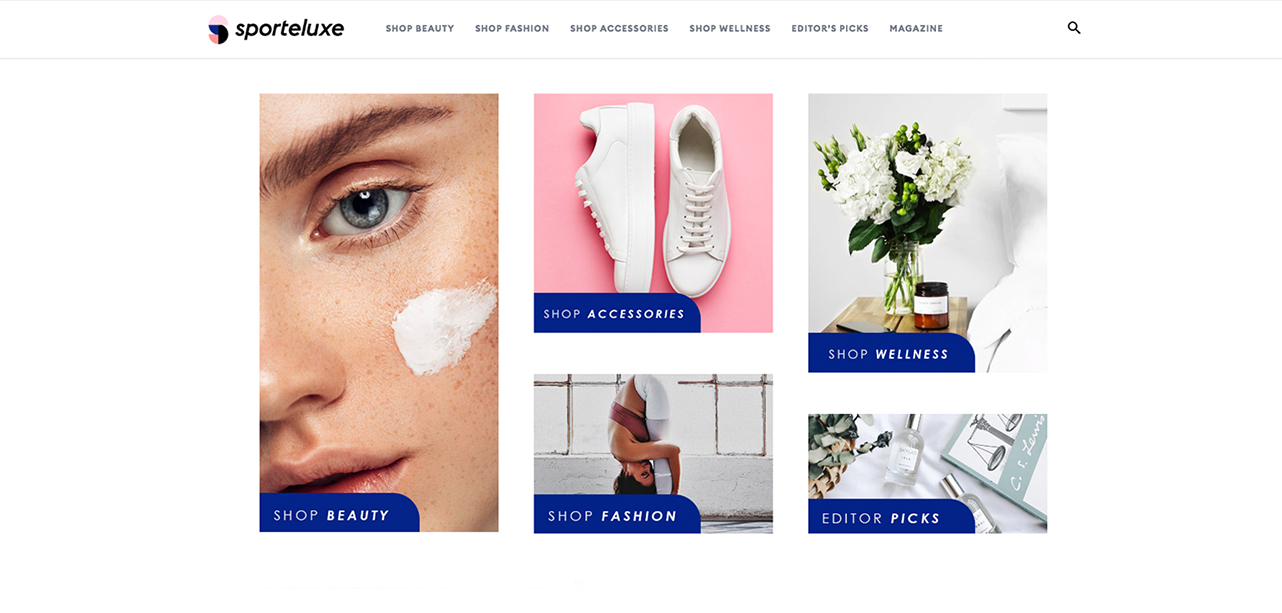 sporteluxe
SHOP BEAUTY SHOP FASHION SHOP ACCESSORIES SHOP WELLNESS EDITOR'S PICKS MAGAZINE
SHOP ACCESSORIES
SHOP WELLNESS
C. S. Lewis
SHOP BEAUTY
SHOP FASHION
EDITOR PICKS